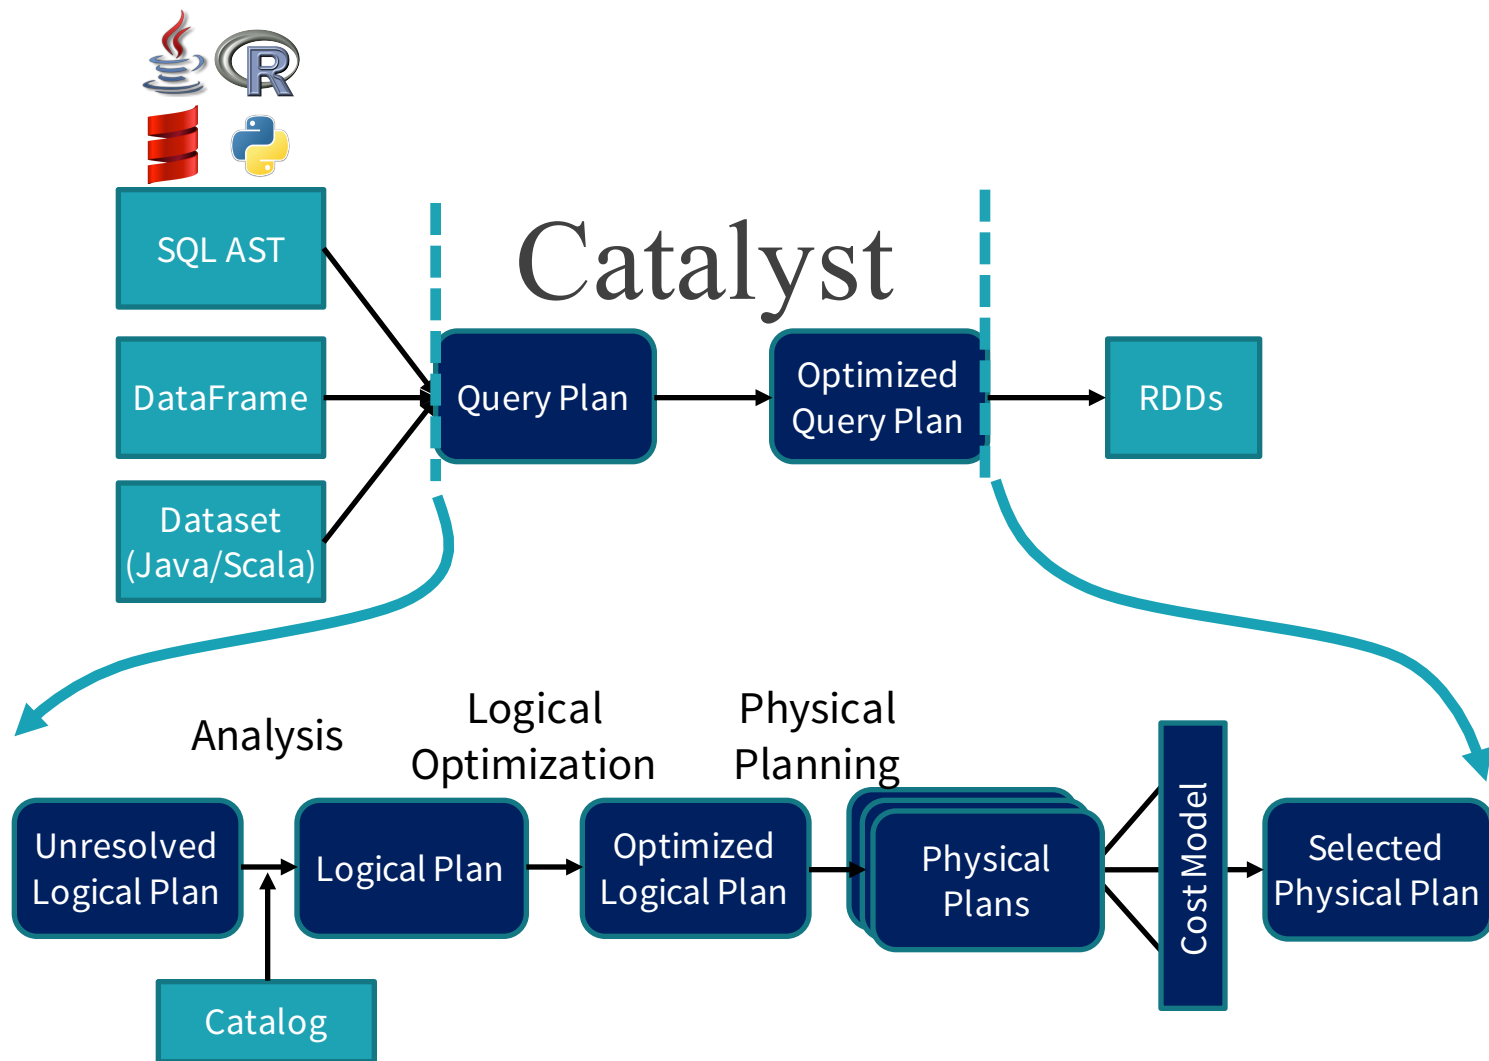 R
SQL AST
Catalyst
DataFrame
Query Plan
Optimized
Query Plan
RDDs
Dataset
(Java/Scala)
Analysis
Logical
Optimization
Physical
Planning
Unresolved
Logical Plan
Logical Plan
Optimized
Logical Plan
Physical
Plans
Cost Model
Selected
Physical Plan
Catalog